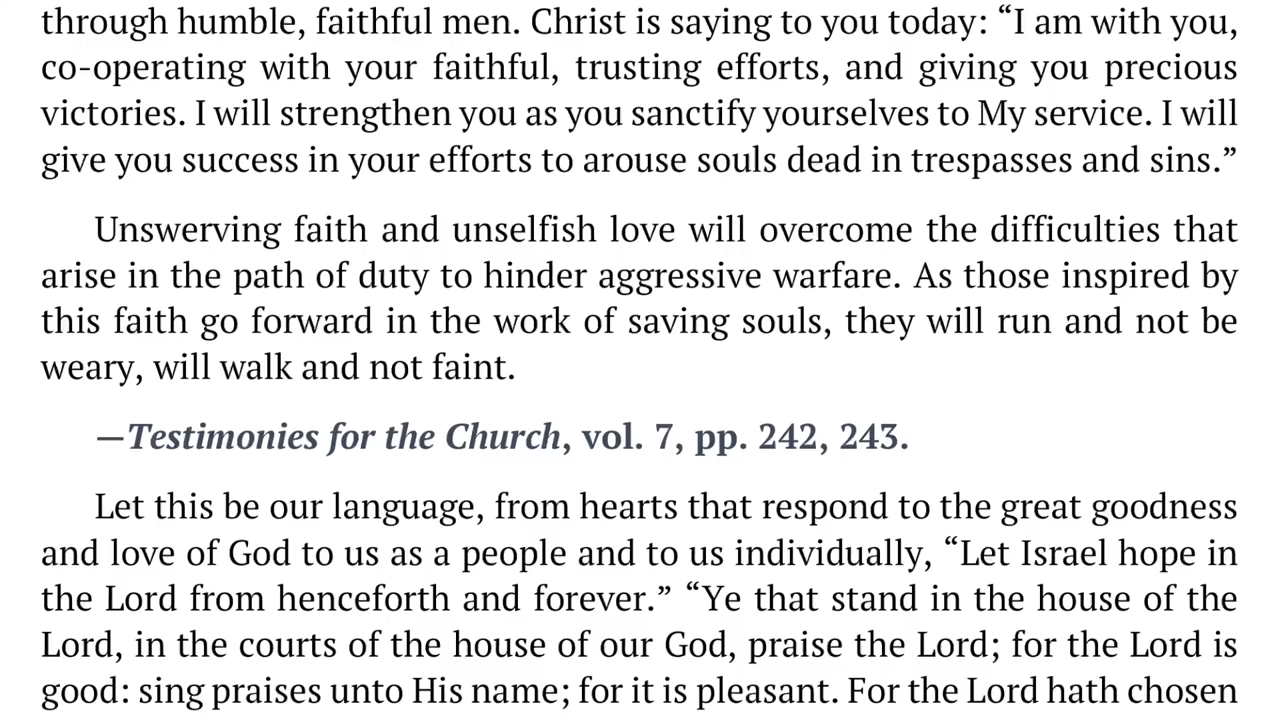 through humble, faithful men. Christ is saying to you today: “I am with you,
co-operating with your faithful, trusting efforts, and giving you precious
victories. I will strengthen you as you sanctify yourselves to My service. I will
give you success in your efforts to arouse souls dead in trespasses and sins.”
Unswerving faith and unselfish love will overcome the difficulties that
arise in the path of duty to hinder aggressive warfare. As those inspired by
this faith go forward in the work of saving souls, they will run and not be
weary, will walk and not faint.
—Testimonies for the Church, vol. 7, pp. 242, 243.
Let this be our language, from hearts that respond to the great goodness
and love of God to us as a people and to us individually, “Let Israel hope in
the Lord from henceforth and forever.” “Ye that stand in the house of the
Lord, in the courts of the house of our God, praise the Lord; for the Lord is
good: sing praises unto His name; for it is pleasant. For the Lord hath chosen